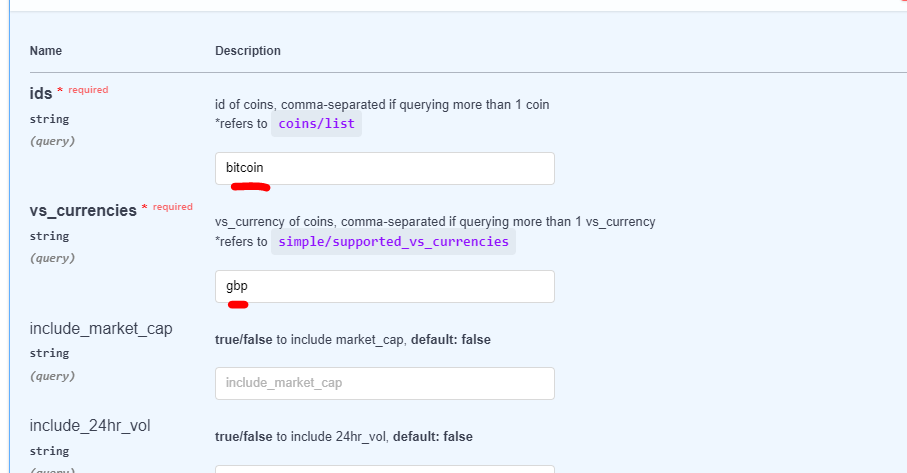 Name Description
ids * required
string
(query)
id of coins, comma-separated if querying more than 1 coin
*refers to coins/list
bitcoin
vs_currencies * required
string
(query)
vs_currency of coins, comma-separated if querying more than 1 vs_currency
*refers to simple/supported_vs_currencies
gbp
include_market_cap
string
(query)
true/false to include market_cap, default: false
include_market_cap
include_24hr_vol
string
(query)
true/false to include 24hr_vol, default: false